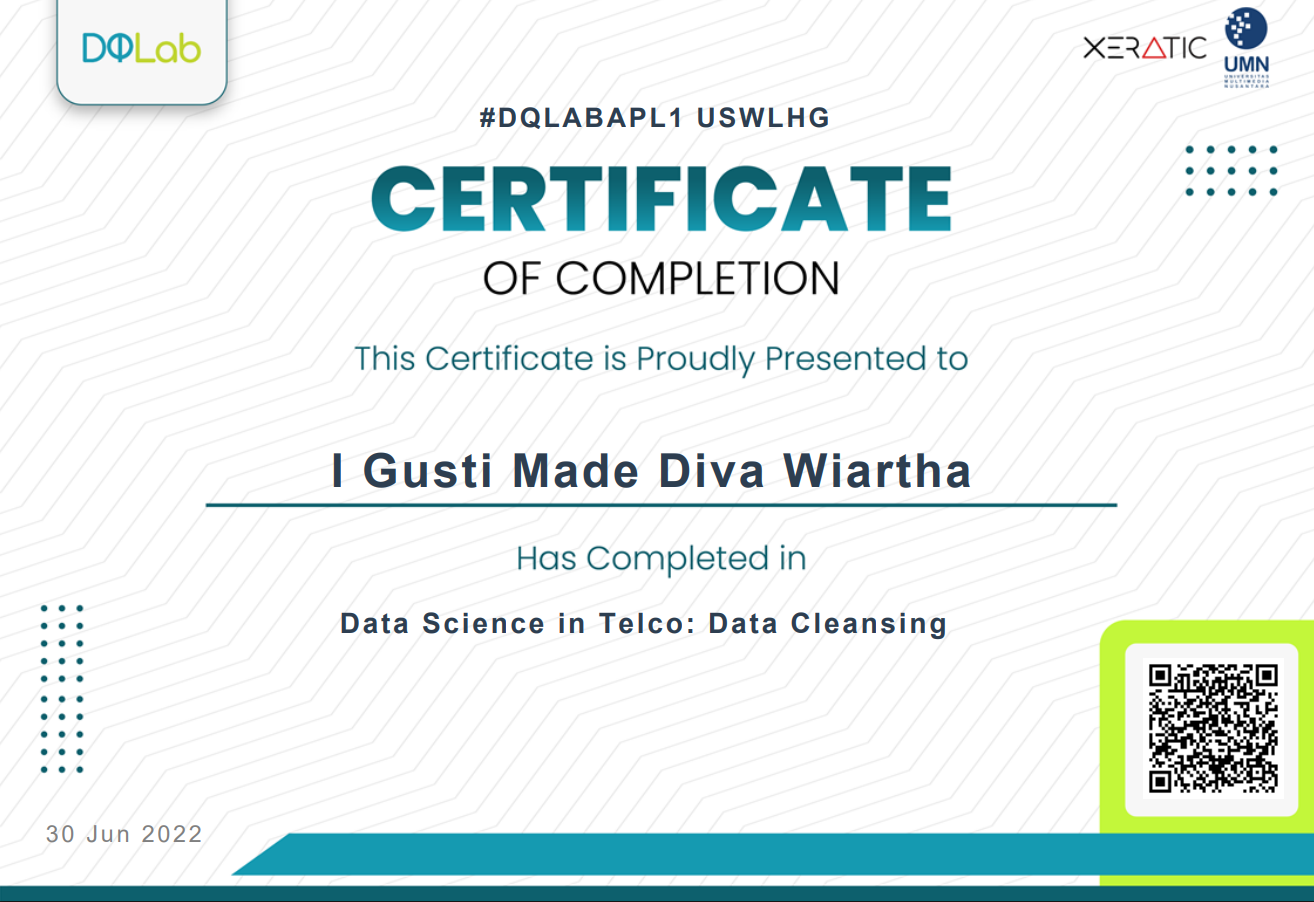 DQLab
XERATIC
UMN
UNIVERSITAS
MULTIMEDIA
NUSANTARA
#DQLABAPL1 USWLHG
CERTIFICATE
OF COMPLETION
This Certificate is Proudly Presented to
I Gusti Made Diva Wiartha
Has Completed in
Data Science in Telco: Data Cleansing
30 Jun 2022